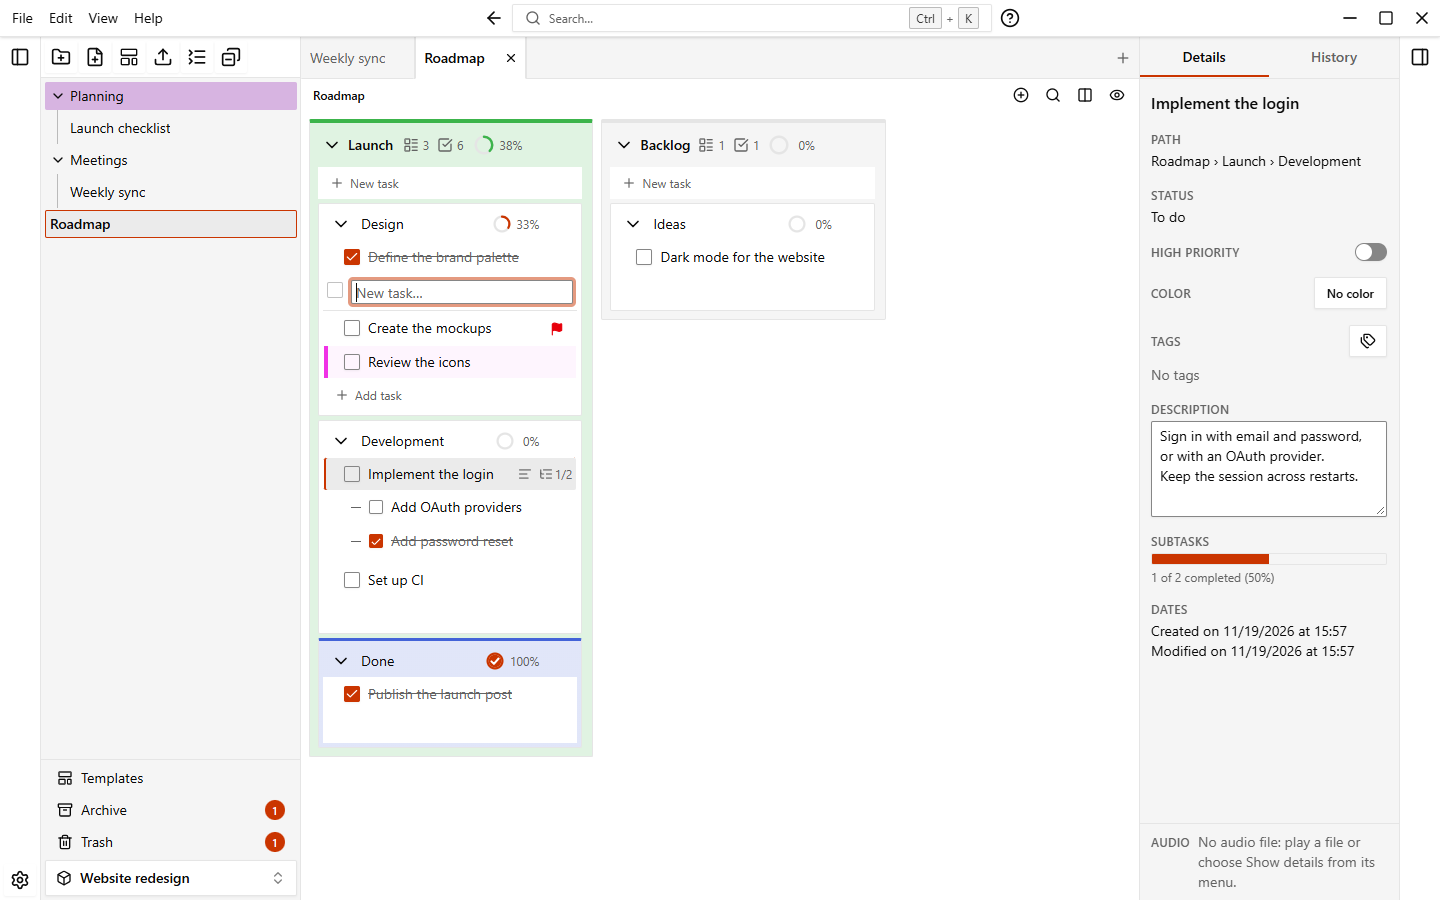 File Edit View Help
Search... Ctrl + K
Weekly sync
Roadmap
Details
History
Planning
Launch checklist
Meetings
Weekly sync
Roadmap
Templates
Archive 1
Trash 1
Website redesign
Roadmap
Launch 3 6 38%
New task
Design 33%
Define the brand palette
New task...
Create the mockups
Review the icons
Add task
Development 0%
Implement the login 1/2
Add OAuth providers
Add password reset
Set up CI
Done 100%
Publish the launch post
Backlog 1 1 0%
New task
Ideas 0%
Dark mode for the website
Implement the login
PATH
Roadmap › Launch › Development
STATUS
To do
HIGH PRIORITY
COLOR No color
TAGS
No tags
DESCRIPTION
Sign in with email and password,
or with an OAuth provider.
Keep the session across restarts.
SUBTASKS
1 of 2 completed (50%)
DATES
Created on 11/19/2026 at 15:57
Modified on 11/19/2026 at 15:57
AUDIO No audio file: play a file or
choose Show details from its
menu.